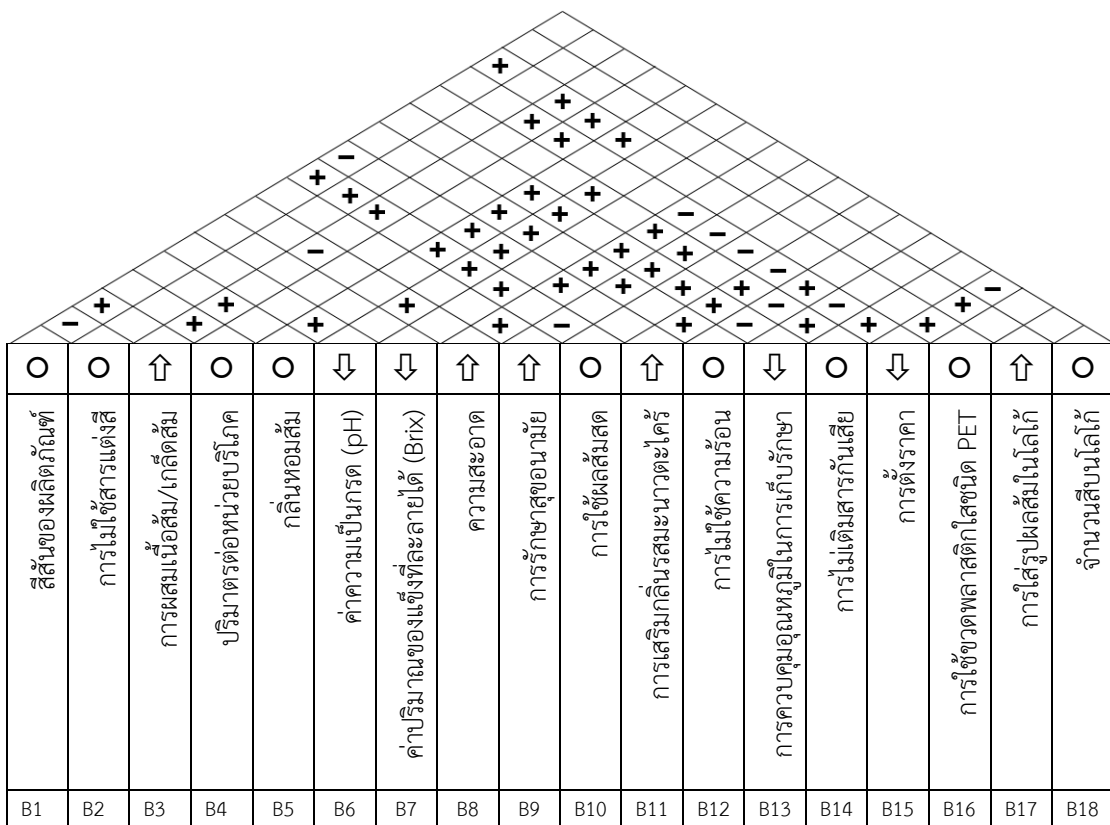 +
+
+ +
+ +
−
+
+
+ +
+ + + −
+ + −
− + + + −
+ + −
+ + + + + + −
− + + + + − + − +
− + + + − + − + + +
O O ⇧ O O ⇩ ⇩ ⇧ ⇧ O ⇧ O ⇩ O ⇩ O ⇧ O
สีสันของผลิตภัณฑ์
การไม่ใช้สารแต่งสี
การผสมเนื้อส้ม/เกล็ดส้ม
ปริมาตรต่อหน่วยบริโภค
กลิ่นหอมส้ม
ค่าความเป็นกรด (pH)
ค่าปริมาณของแข็งที่ละลายได้ (Brix)
ความสะอาด
การรักษาสุขอนามัย
การใช้ผลส้มสด
การเสริมกลิ่นรสมะนาวตะไคร้
การไม่ใช้ความร้อน
การควบคุมอุณหภูมิในการเก็บรักษา
การไม่เติมสารกันเสีย
การตั้งราคา
การใช้ขวดพลาสติกใสชนิด PET
การใส่รูปผลส้มในโลโก้
จำนวนสีบนโลโก้
B1 B2 B3 B4 B5 B6 B7 B8 B9 B10 B11 B12 B13 B14 B15 B16 B17 B18